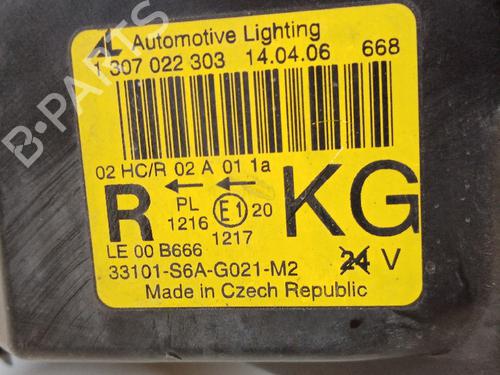 Automotive Lighting
1 307 022 303 14.04.06 668
02 HC/R 02 A 01 1a
R PL E1 20 KG
1216
1217
LE 00 B666
33101-S6A-G021-M2 24 V
Made in Czech Republic
B-PARTS